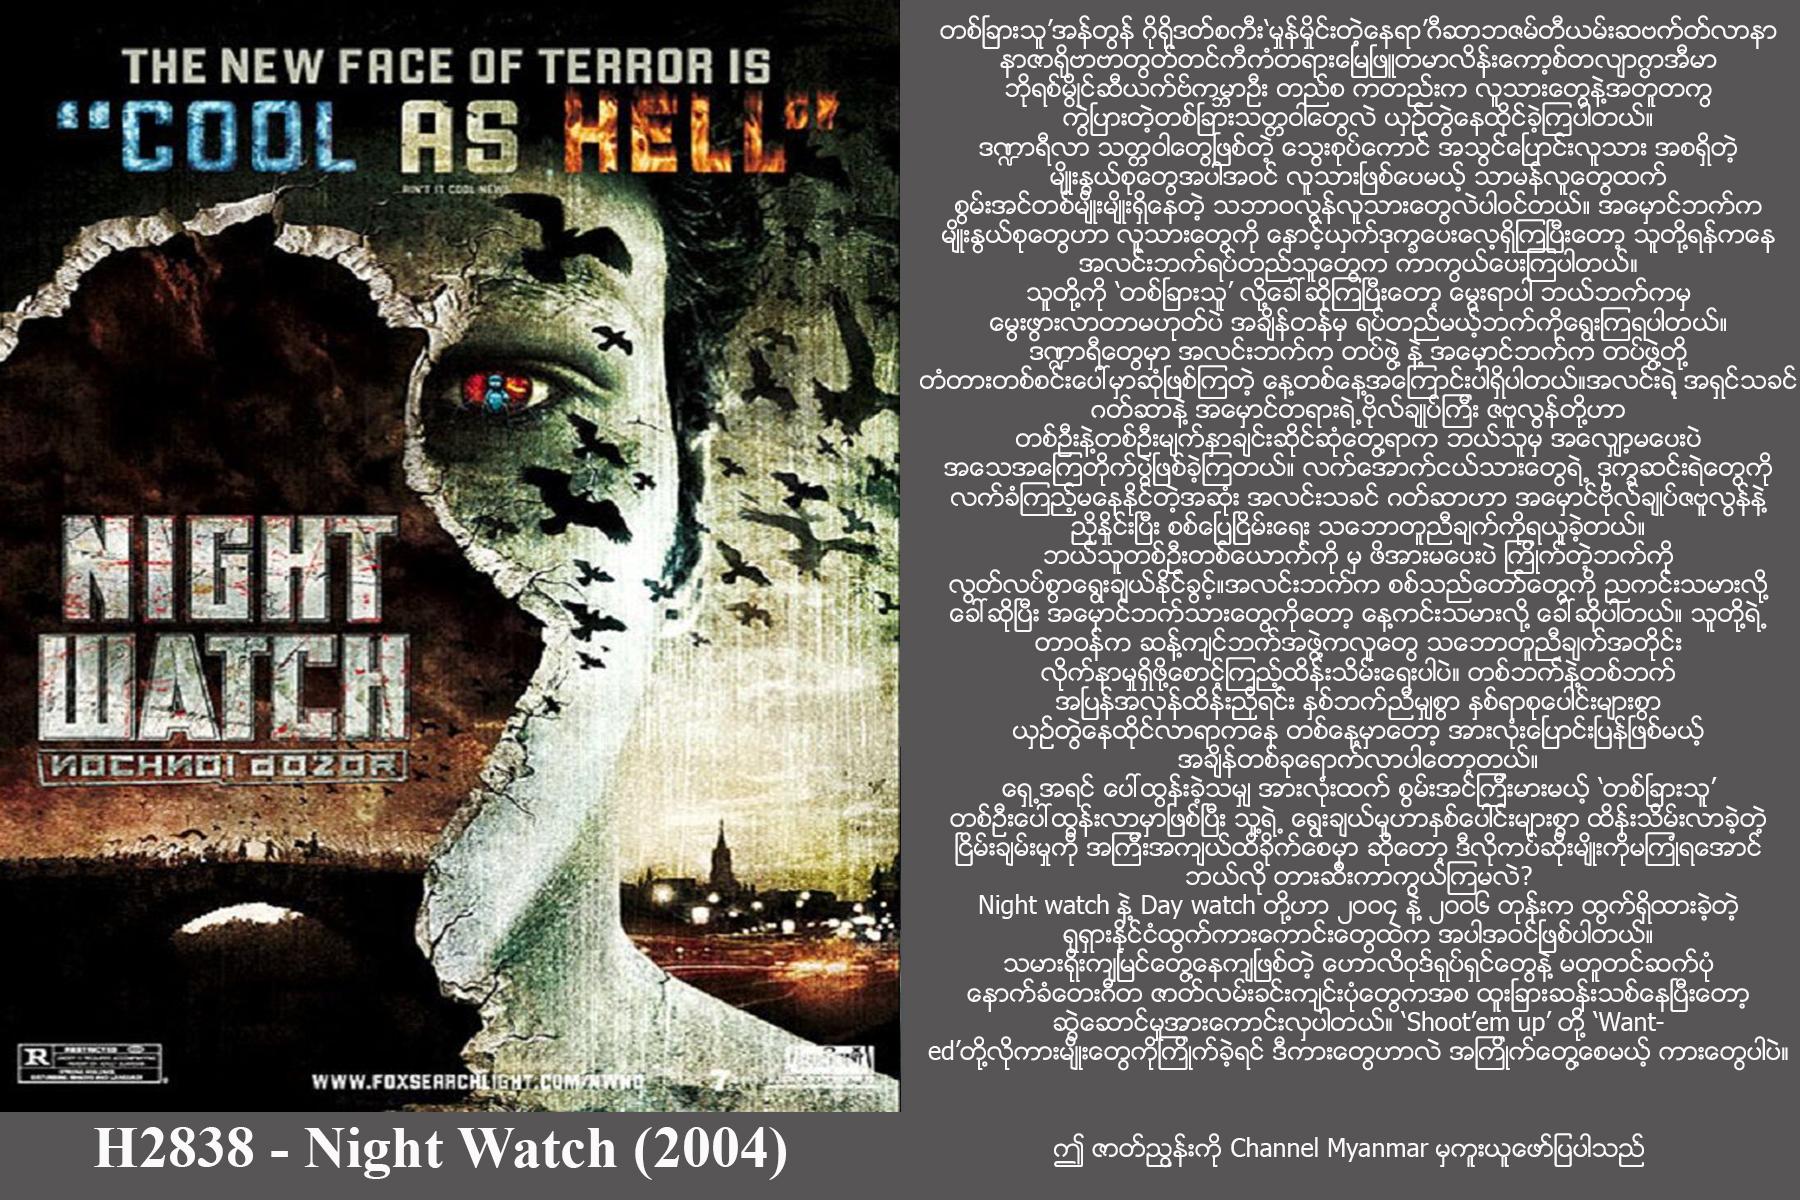 THE NEW FACE OF TERROR IS
"COOL AS HELL"
AIN'T IT COOL NEWS
NIGHT
WATCH
NOCHNOI DOZOR
R RESTRICTED
WWW.FOXSEARCHLIGHT.COM/NWND
H2838 - Night Watch (2004)
တစ်ခြားသူ'အန်တွန် ဂိုရိုဒတ်စကီး'မှုန်မှိုင်းတဲ့နေရာ'ဂီဆာဘဇမ်တီယမ်းဆဗက်တ်လာနာ
နာဇာရိုဗာဗာတွတ်တင်ကီကံတရားမြေဖြူတမာလိန်းကော့စ်တလျာဂွာအီမာ
ဘိုရစ်မွိုင်ဆီယက်ဗ်ကမ္ဘာဦး တည်စ ကတည်းက လူသားတွေနဲ့အတူတကွ
ကွဲပြားတဲ့တစ်ခြားသတ္တဝါတွေလဲ ယှဉ်တွဲနေထိုင်ခဲ့ကြပါတယ်။
ဒဏ္ဍာရီလာ သတ္တဝါတွေဖြစ်တဲ့ သွေးစုပ်ကောင် အသွင်ပြောင်းလူသား အစရှိတဲ့
မျိုးနွယ်စုတွေအပါအဝင် လူသားဖြစ်ပေမယ့် သာမန်လူတွေထက်
စွမ်းအင်တစ်မျိုးမျိုးရှိနေတဲ့ သဘာဝလွန်လူသားတွေလဲပါဝင်တယ်။ အမှောင်ဘက်က
မျိုးနွယ်စုတွေဟာ လူသားတွေကို နှောင့်ယှက်ဒုက္ခပေးလေ့ရှိကြပြီးတော့ သူတို့ရန်ကနေ
အလင်းဘက်ရပ်တည်သူတွေက ကာကွယ်ပေးကြပါတယ်။
သူတို့ကို 'တစ်ခြားသူ' လို့ခေါ်ဆိုကြပြီးတော့ မွေးရာပါ ဘယ်ဘက်ကမှ
မွေးဖွားလာတာမဟုတ်ပဲ အချိန်တန်မှ ရပ်တည်မယ့်ဘက်ကိုရွေးကြရပါတယ်။
ဒဏ္ဍာရီတွေမှာ အလင်းဘက်က တပ်ဖွဲ့ နဲ့ အမှောင်ဘက်က တပ်ဖွဲ့တို့
တံတားတစ်စင်းပေါ်မှာဆုံဖြစ်ကြတဲ့ နေ့တစ်နေ့အကြောင်းပါရှိပါတယ်။အလင်းရဲ့ အရှင်သခင်
ဂတ်ဆာနဲ့ အမှောင်တရားရဲ့ဗိုလ်ချုပ်ကြီး ဇဗူလွန်တို့ဟာ
တစ်ဦးနဲ့တစ်ဦးမျက်နှာချင်းဆိုင်ဆုံတွေ့ရာက ဘယ်သူမှ အလျှော့မပေးပဲ
အသေအကြေတိုက်ပွဲဖြစ်ခဲ့ကြတယ်။ လက်အောက်ငယ်သားတွေရဲ့ ဒုက္ခဆင်းရဲတွေကို
လက်ခံကြည့်မနေနိုင်တဲ့အဆုံး အလင်းသခင် ဂတ်ဆာဟာ အမှောင်ဗိုလ်ချုပ်ဇဗူလွန်နဲ့
ညှိနှိုင်းပြီး စစ်ပြေငြိမ်းရေး သဘောတူညီချက်ကိုရယူခဲ့တယ်။
ဘယ်သူတစ်ဦးတစ်ယောက်ကို မှ ဖိအားမပေးပဲ ကြိုက်တဲ့ဘက်ကို
လွတ်လပ်စွာရွေးချယ်နိုင်ခွင့်။အလင်းဘက်က စစ်သည်တော်တွေကို ညကင်းသမားလို့
ခေါ်ဆိုပြီး အမှောင်ဘက်သားတွေကိုတော့ နေ့ကင်းသမားလို့ ခေါ်ဆိုပါတယ်။ သူတို့ရဲ့
တာဝန်က ဆန့်ကျင်ဘက်အဖွဲ့ကလူတွေ သဘောတူညီချက်အတိုင်း
လိုက်နာမှုရှိဖို့စောင့်ကြည့်ထိန်းသိမ်းရေးပါပဲ။ တစ်ဘက်နဲ့တစ်ဘက်
အပြန်အလှန်ထိန်းညှိရင်း နှစ်ဘက်ညီမျှစွာ နှစ်ရာစုပေါင်းများစွာ
ယှဉ်တွဲနေထိုင်လာရာကနေ တစ်နေ့မှာတော့ အားလုံးပြောင်းပြန်ဖြစ်မယ့်
အချိန်တစ်ခုရောက်လာပါတော့တယ်။
ရှေ့အရင် ပေါ်ထွန်းခဲ့သမျှ အားလုံးထက် စွမ်းအင်ကြီးမားမယ့် 'တစ်ခြားသူ'
တစ်ဦးပေါ်ထွန်းလာမှာဖြစ်ပြီး သူ့ရဲ့ ရွေးချယ်မှုဟာနှစ်ပေါင်းများစွာ ထိန်းသိမ်းလာခဲ့တဲ့
ငြိမ်းချမ်းမှုကို အကြီးအကျယ်ထိခိုက်စေမှာ ဆိုတော့ ဒီလိုကပ်ဆိုးမျိုးကိုမကြုံရအောင်
ဘယ်လို တားဆီးကာကွယ်ကြမလဲ?
Night watch နဲ့ Day watch တို့ဟာ ၂၀၀၄ နဲ့ ၂၀၀၆ တုန်းက ထွက်ရှိထားခဲ့တဲ့
ရုရှားနိုင်ငံထွက်ကားကောင်းတွေထဲက အပါအဝင်ဖြစ်ပါတယ်။
သမားရိုးကျမြင်တွေ့နေကျဖြစ်တဲ့ ဟောလိဝုဒ်ရုပ်ရှင်တွေနဲ့ မတူတင်ဆက်ပုံ
နောက်ခံတေးဂီတ ဇာတ်လမ်းခင်းကျင်းပုံတွေကအစ ထူးခြားဆန်းသစ်နေပြီးတော့
ဆွဲဆောင်မှုအားကောင်းလှပါတယ်။ 'Shoot'em up' တို့ 'Want-
ed'တို့လိုကားမျိုးတွေကိုကြိုက်ခဲ့ရင် ဒီကားတွေဟာလဲ အကြိုက်တွေ့စေမယ့် ကားတွေပါပဲ။
ဤ ဇာတ်ညွှန်းကို Channel Myanmar မှကူးယူဖော်ပြပါသည်